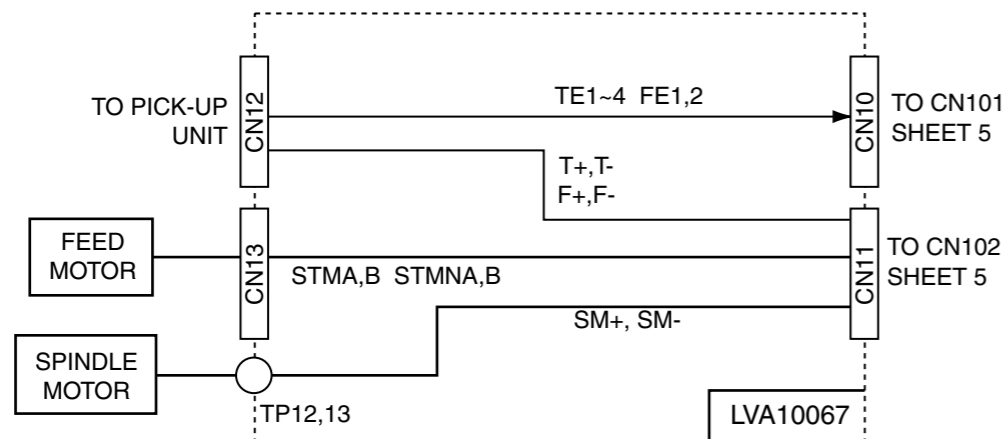 TO PICK-UP
UNIT
CN12
TE1~4 FE1,2
CN10
TO CN101
SHEET 5
T+,T-
F+,F-
FEED
MOTOR
CN13
STMA,B STMNA,B
CN11
TO CN102
SHEET 5
SM+, SM-
SPINDLE
MOTOR
TP12,13
LVA10067